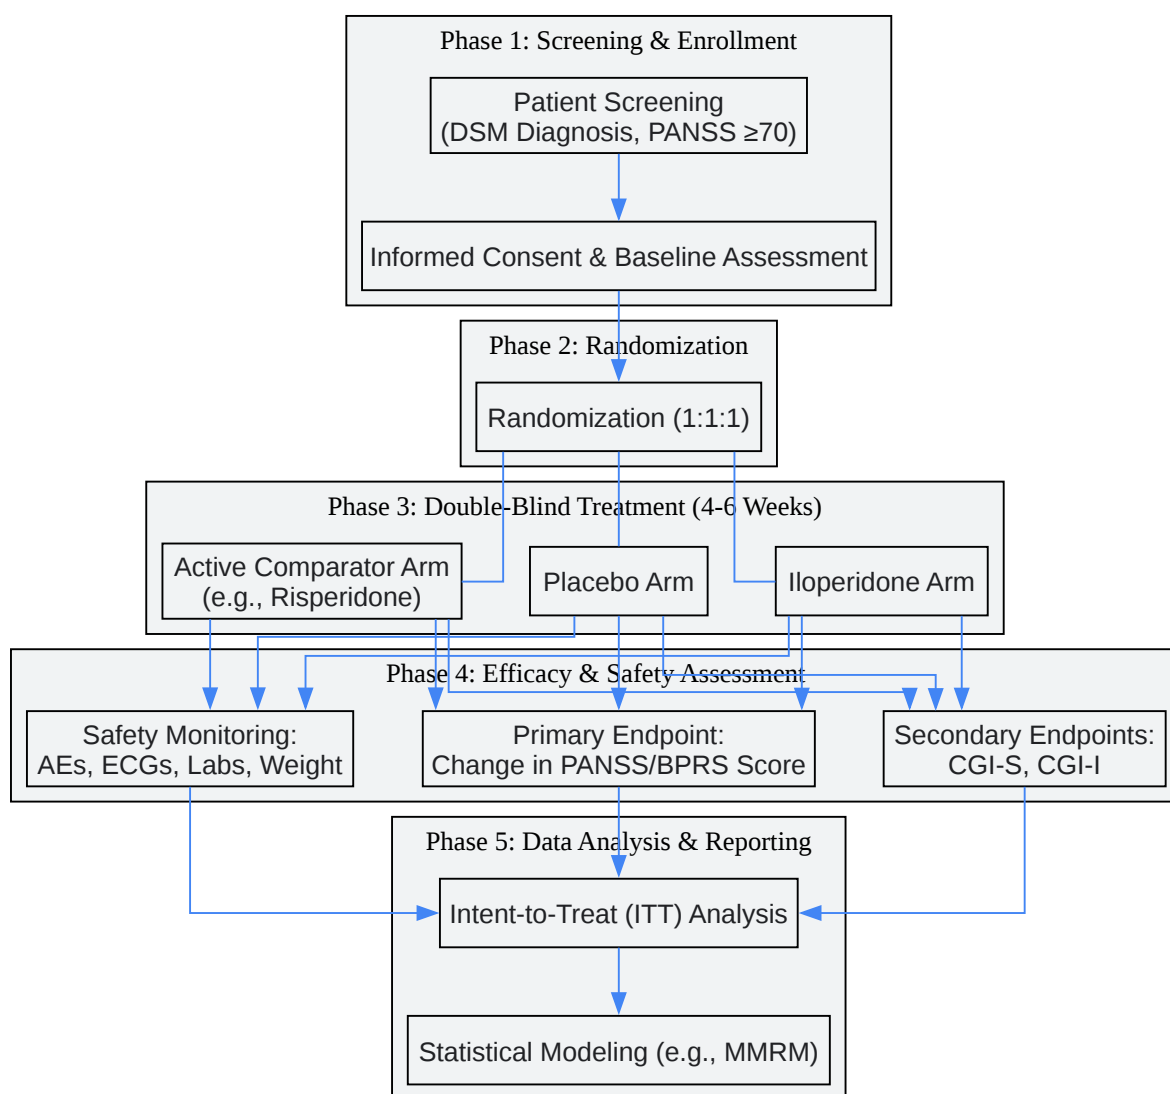 Phase 1: Screening & Enrollment
Patient Screening
(DSM Diagnosis, PANSS ≥70)
Informed Consent & Baseline Assessment
Phase 2: Randomization
Randomization (1:1:1)
Phase 3: Double-Blind Treatment (4-6 Weeks)
Active Comparator Arm
(e.g., Risperidone)
Placebo Arm
Iloperidone Arm
Phase 4: Efficacy & Safety Assessment
Safety Monitoring:
AEs, ECGs, Labs, Weight
Primary Endpoint:
Change in PANSS/BPRS Score
Secondary Endpoints:
CGI-S, CGI-I
Phase 5: Data Analysis & Reporting
Intent-to-Treat (ITT) Analysis
Statistical Modeling (e.g., MMRM)